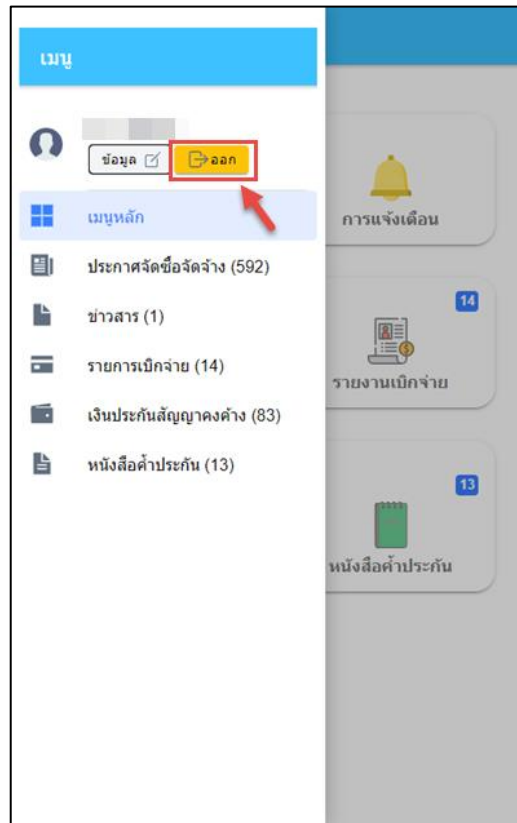 เมนู
ข้อมูล
ออก
เมนูหลัก
ประกาศจัดซื้อจัดจ้าง (592)
ข่าวสาร (1)
รายการเบิกจ่าย (14)
เงินประกันสัญญาคงค้าง (83)
หนังสือค้ำประกัน (13)
การแจ้งเตือน
14
รายงานเบิกจ่าย
13
หนังสือค้ำประกัน